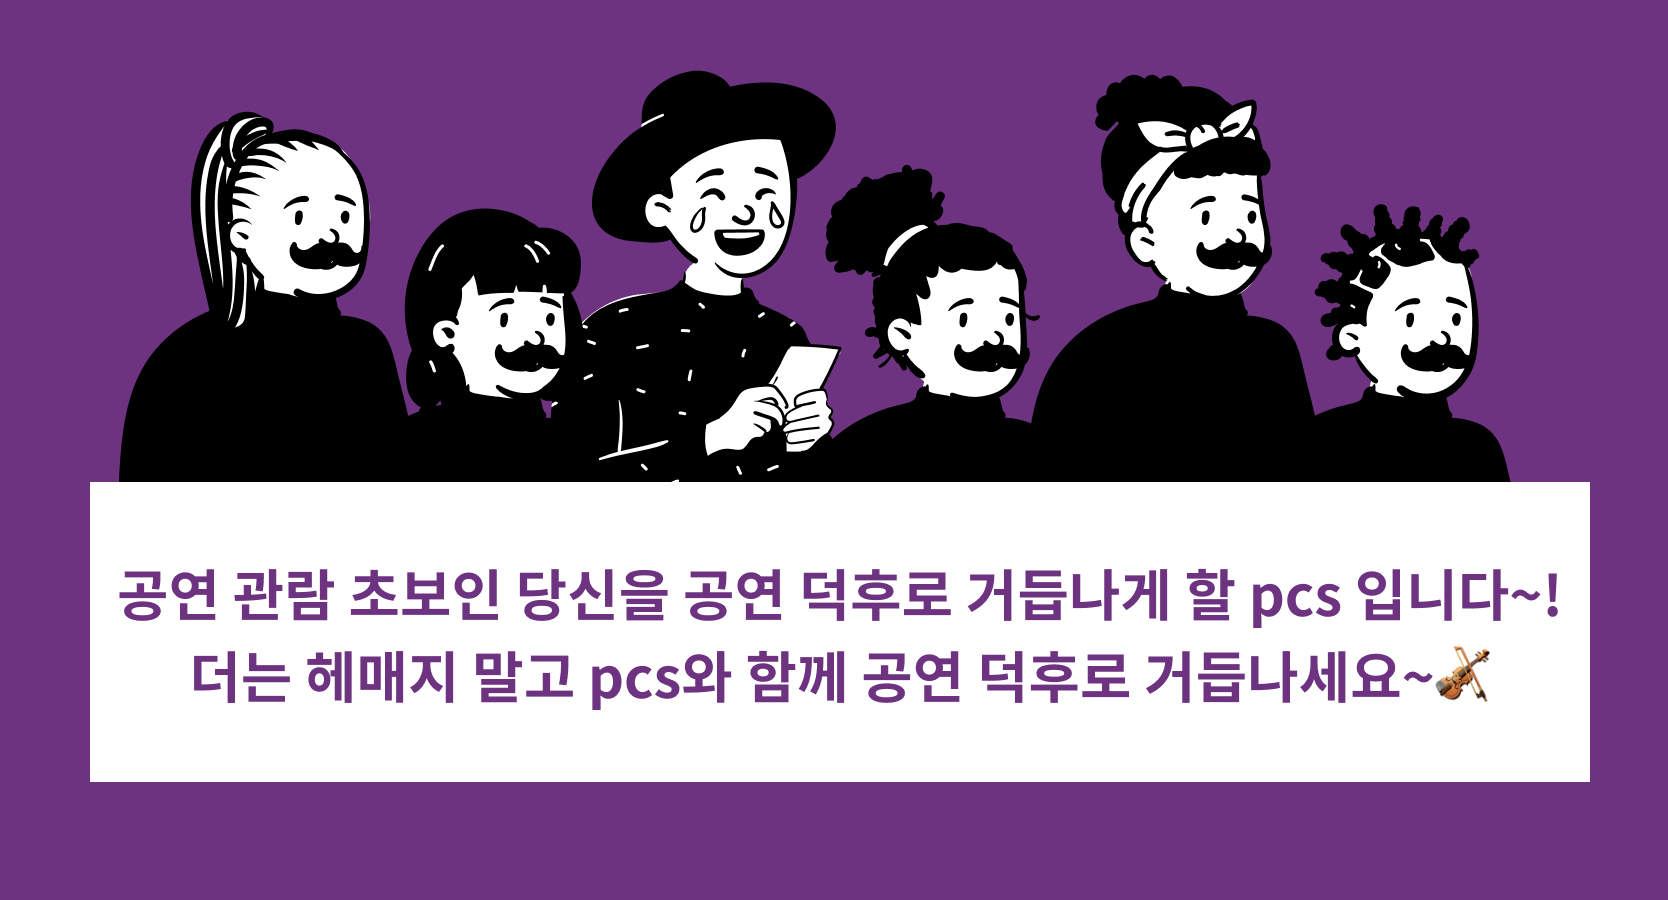 공연 관람 초보인 당신을 공연 덕후로 거듭나게 할 pcs 입니다~!
더는 헤매지 말고 pcs와 함께 공연 덕후로 거듭나세요~🎻